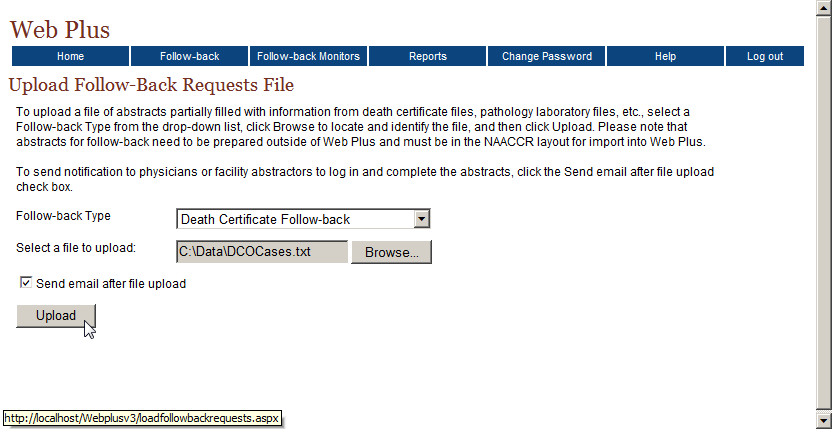 Web Plus
Home Follow-back Follow-back Monitors Reports Change Password Help Log out
Upload Follow-Back Requests File
To upload a file of abstracts partially filled with information from death certificate files, pathology laboratory files, etc., select a
Follow-back Type from the drop-down list, click Browse to locate and identify the file, and then click Upload. Please note that
abstracts for follow-back need to be prepared outside of Web Plus and must be in the NAACCR layout for import into Web Plus.
To send notification to physicians or facility abstractors to log in and complete the abstracts, click the Send email after file upload
check box.
Follow-back Type Death Certificate Follow-back
Select a file to upload: C:\Data\DCOCases.txt Browse...
Send email after file upload
Upload
http://localhost/Webplusv3/loadfollowbackrequests.aspx